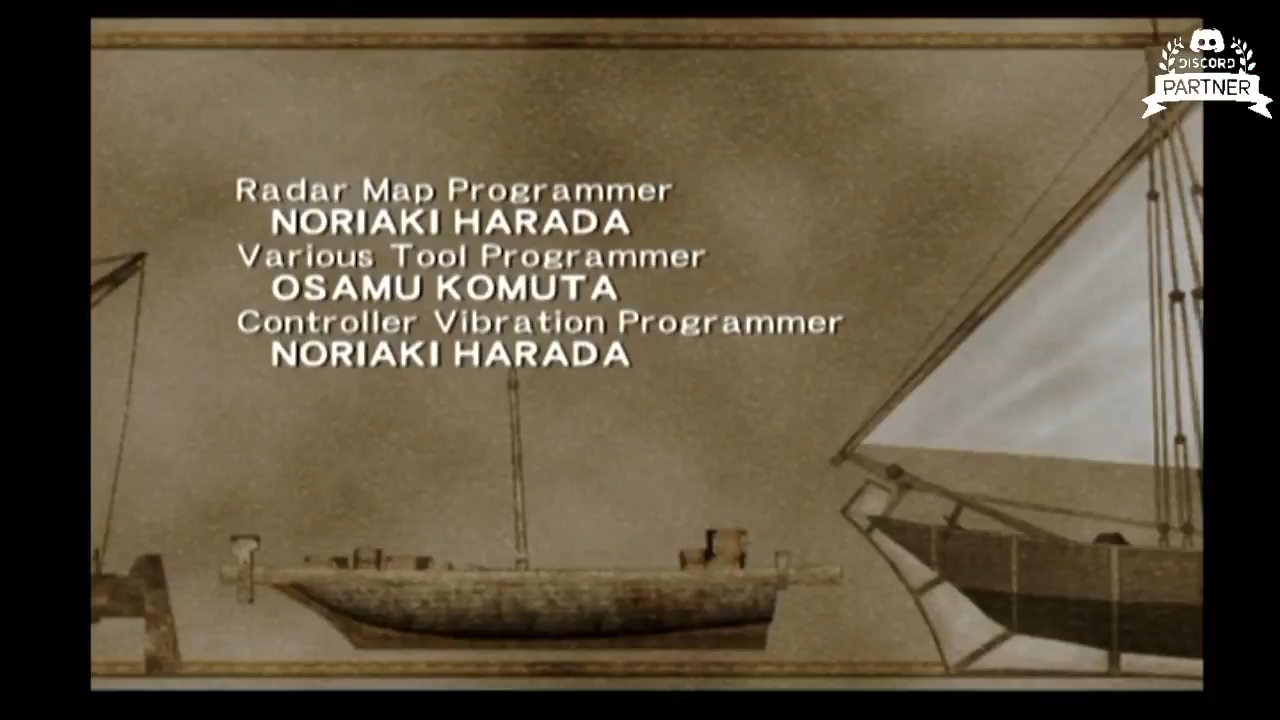 DISCORD
PARTNER
Radar Map Programmer
NORIAKI HARADA
Various Tool Programmer
OSAMU KOMUTA
Controller Vibration Programmer
NORIAKI HARADA